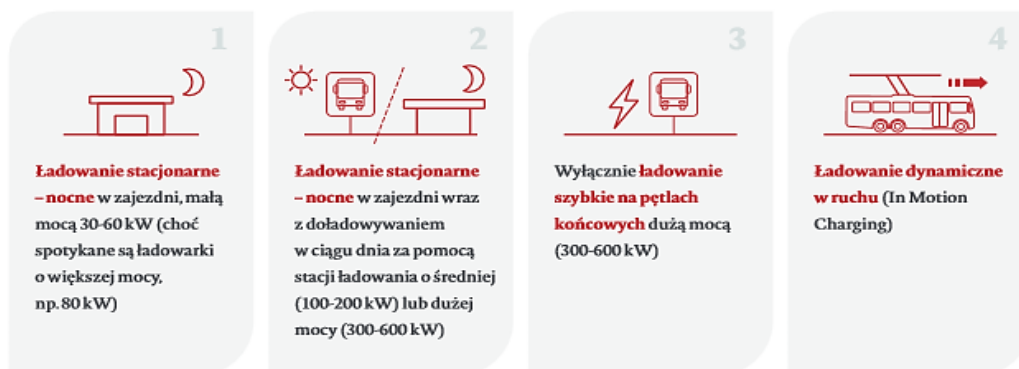 1
Ładowanie stacjonarne
– nocne w zajezdni, małą
mocą 30-60 kW (choć
spotykane są ładowarki
o większej mocy,
np. 80 kW)
2
Ładowanie stacjonarne
– nocne w zajezdni wraz
z doładowywaniem
w ciągu dnia za pomocą
stacji ładowania o średniej
(100-200 kW) lub dużej
mocy (300-600 kW)
3
Wyłącznie ładowanie
szybkie na pętlach
końcowych dużą mocą
(300-600 kW)
4
Ładowanie dynamiczne
w ruchu (In Motion
Charging)